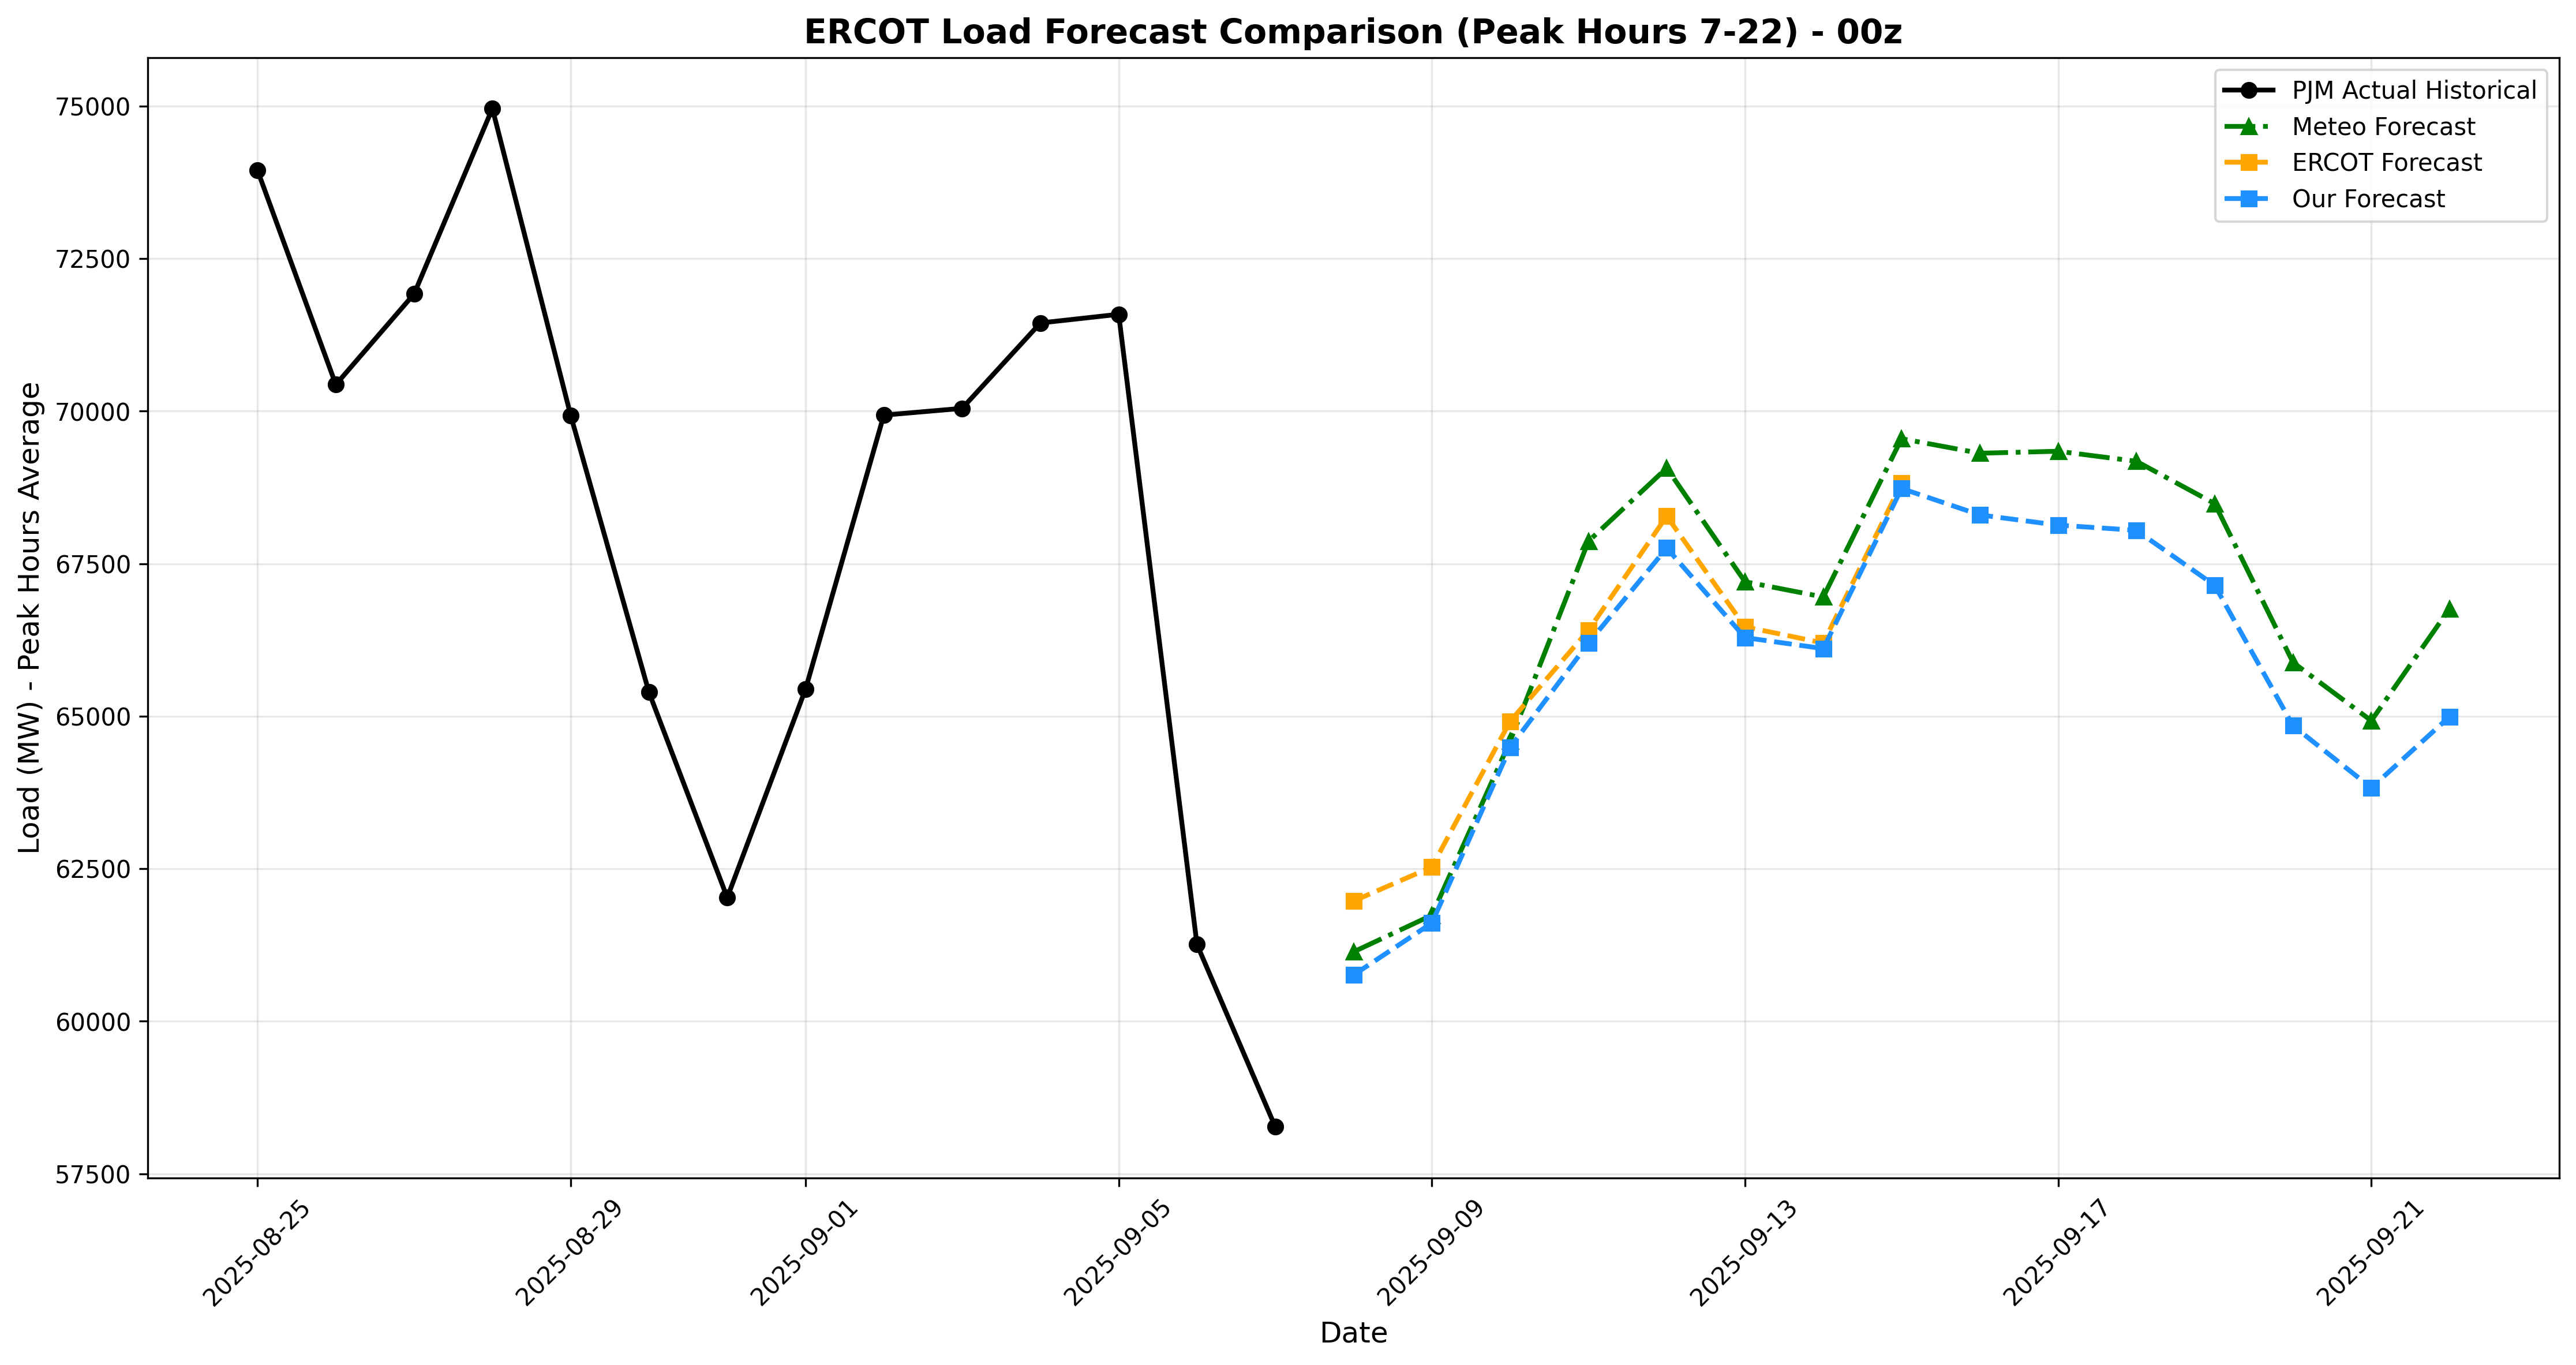 ERCOT Load Forecast Comparison (Peak Hours 7-22) - 00z
PJM Actual Historical
Meteo Forecast
ERCOT Forecast
Our Forecast
Load (MW) - Peak Hours Average
75000
72500
70000
67500
65000
62500
60000
57500
2025-08-25
2025-08-29
2025-09-01
2025-09-05
2025-09-09
2025-09-13
2025-09-17
2025-09-21
Date